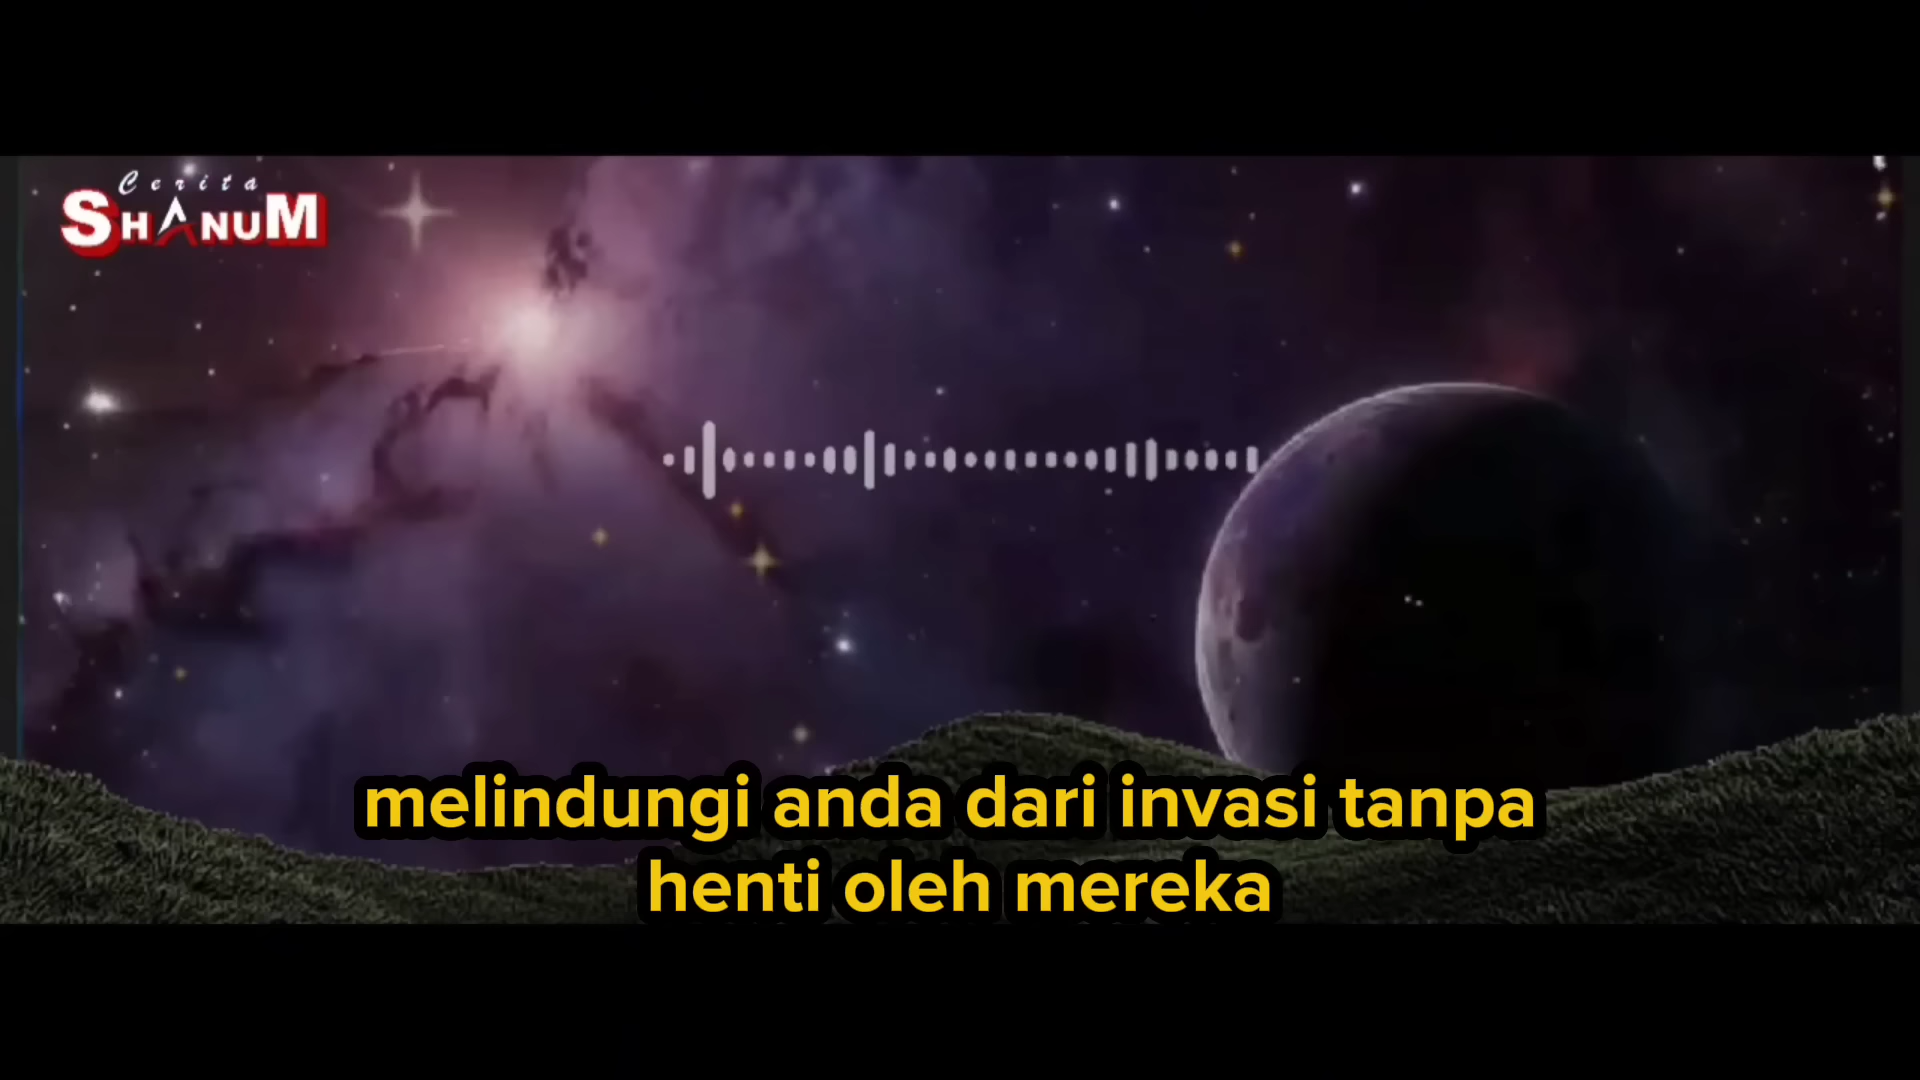 Cerita
SHANUM
melindungi anda dari invasi tanpa
henti oleh mereka